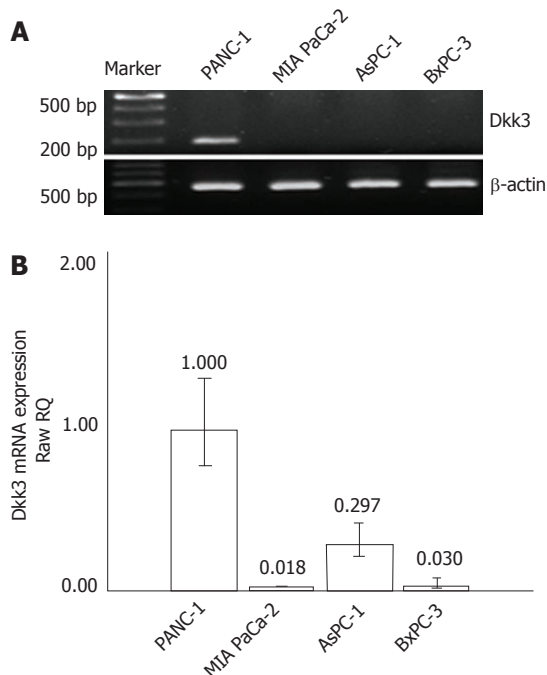 A
Marker
PANC-1
MIA PaCa-2
AsPC-1
BxPC-3
500 bp
200 bp
Dkk3
500 bp
β-actin
B
Dkk3 mRNA expression
Raw RQ
2.00
1.00
0.00
1.000
0.018
0.297
0.030
PANC-1
MIA PaCa-2
AsPC-1
BxPC-3